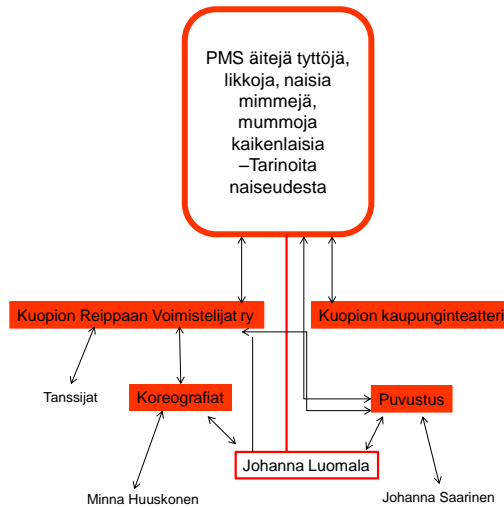 PMS äitejä tyttöjä,
likkoja, naisia
mimmejä,
mummoja
kaikenlaisia
–Tarinoita
naiseudesta
Kuopion Reippaan Voimistelijat ry
Kuopion kaupunginteatteri
Tanssijat
Koreografiat
Puvustus
Johanna Luomala
Minna Huuskonen
Johanna Saarinen